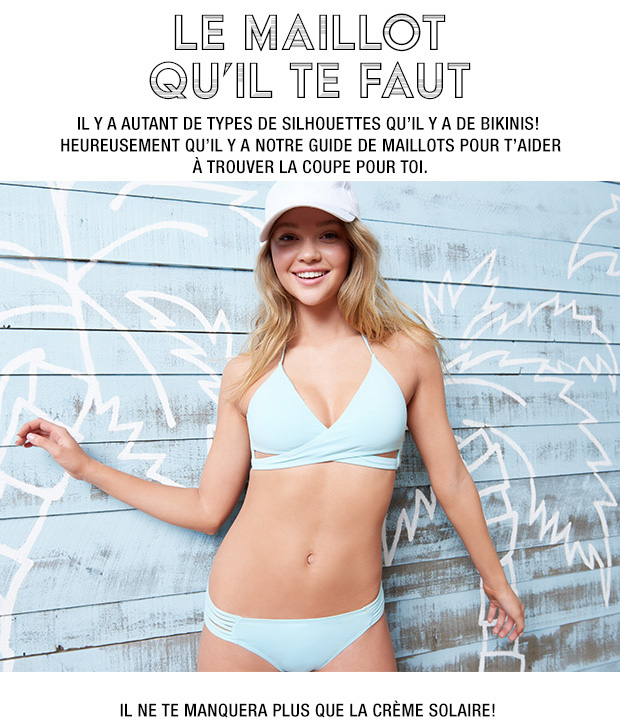 LE MAILLOT
QU'IL TE FAUT
IL Y A AUTANT DE TYPES DE SILHOUETTES QU'IL Y A DE BIKINIS!
HEUREUSEMENT QU'IL Y A NOTRE GUIDE DE MAILLOTS POUR T'AIDER
À TROUVER LA COUPE POUR TOI.
IL NE TE MANQUERA PLUS QUE LA CRÈME SOLAIRE!